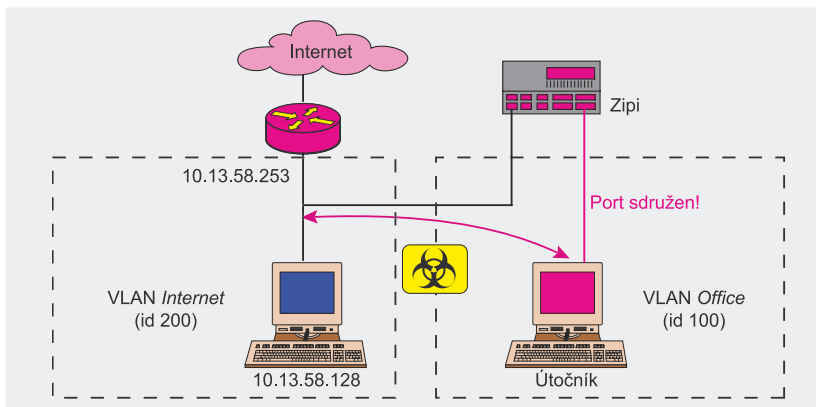 Internet
Zipi
10.13.58.253
Port sdružen!
VLAN Internet
(id 200)
VLAN Office
(id 100)
10.13.58.128
Útočník